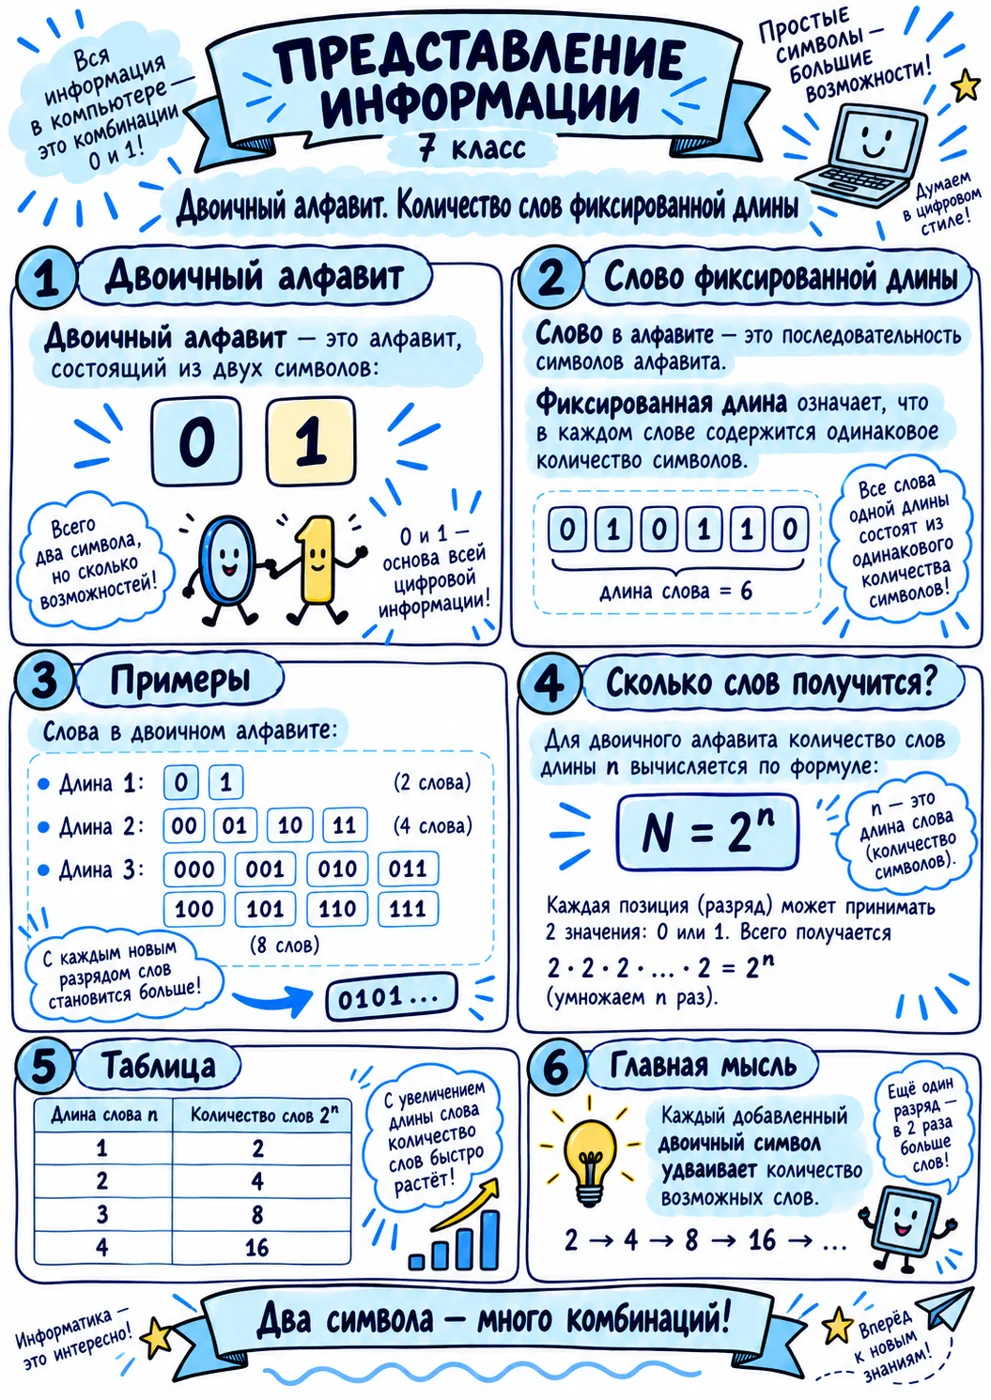 Вся
информация
в компьютере —
это комбинации
0 и 1!
ПРЕДСТАВЛЕНИЕ
ИНФОРМАЦИИ
7 класс
Простые
символы —
большие
возможности!
Думаем
в цифровом
стиле!
Двоичный алфавит. Количество слов фиксированной длины
1 Двоичный алфавит
Двоичный алфавит — это алфавит,
состоящий из двух символов:
0 1
Всего
два символа,
но сколько
возможностей!
0 1
0 и 1 —
основа всей
цифровой
информации!
2 Слово фиксированной длины
Слово в алфавите — это последовательность
символов алфавита.
Фиксированная длина означает, что
в каждом слове содержится одинаковое
количество символов.
0 1 0 1 1 0
длина слова = 6
Все слова
одной длины
состоят из
одинакового
количества
символов!
3 Примеры
Слова в двоичном алфавите:
• Длина 1: 0 1 (2 слова)
• Длина 2: 00 01 10 11 (4 слова)
• Длина 3: 000 001 010 011
100 101 110 111
(8 слов)
С каждым новым
разрядом слов
становится больше!
0101...
4 Сколько слов получится?
Для двоичного алфавита количество слов
длины n вычисляется по формуле:
N = 2ⁿ
n — это
длина слова
(количество
символов).
Каждая позиция (разряд) может принимать
2 значения: 0 или 1. Всего получается
2 · 2 · 2 · ... · 2 = 2ⁿ
(умножаем n раз).
5 Таблица
Длина слова n Количество слов 2ⁿ
1 2
2 4
3 8
4 16
С увеличением
длины слова
количество
слов быстро
растёт!
6 Главная мысль
Каждый добавленный
двоичный символ
удваивает количество
возможных слов.
2 → 4 → 8 → 16 → ...
Ещё один
разряд —
в 2 раза
больше
слов!
Информатика —
это интересно!
Два символа — много комбинаций!
Вперёд
к новым
знаниям!